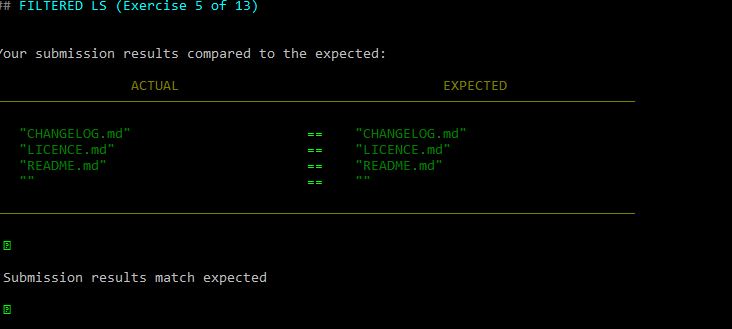 ## FILTERED LS (Exercise 5 of 13)
Your submission results compared to the expected:
ACTUAL EXPECTED
"CHANGELOG.md" == "CHANGELOG.md"
"LICENCE.md" == "LICENCE.md"
"README.md" == "README.md"
"" == ""
Submission results match expected